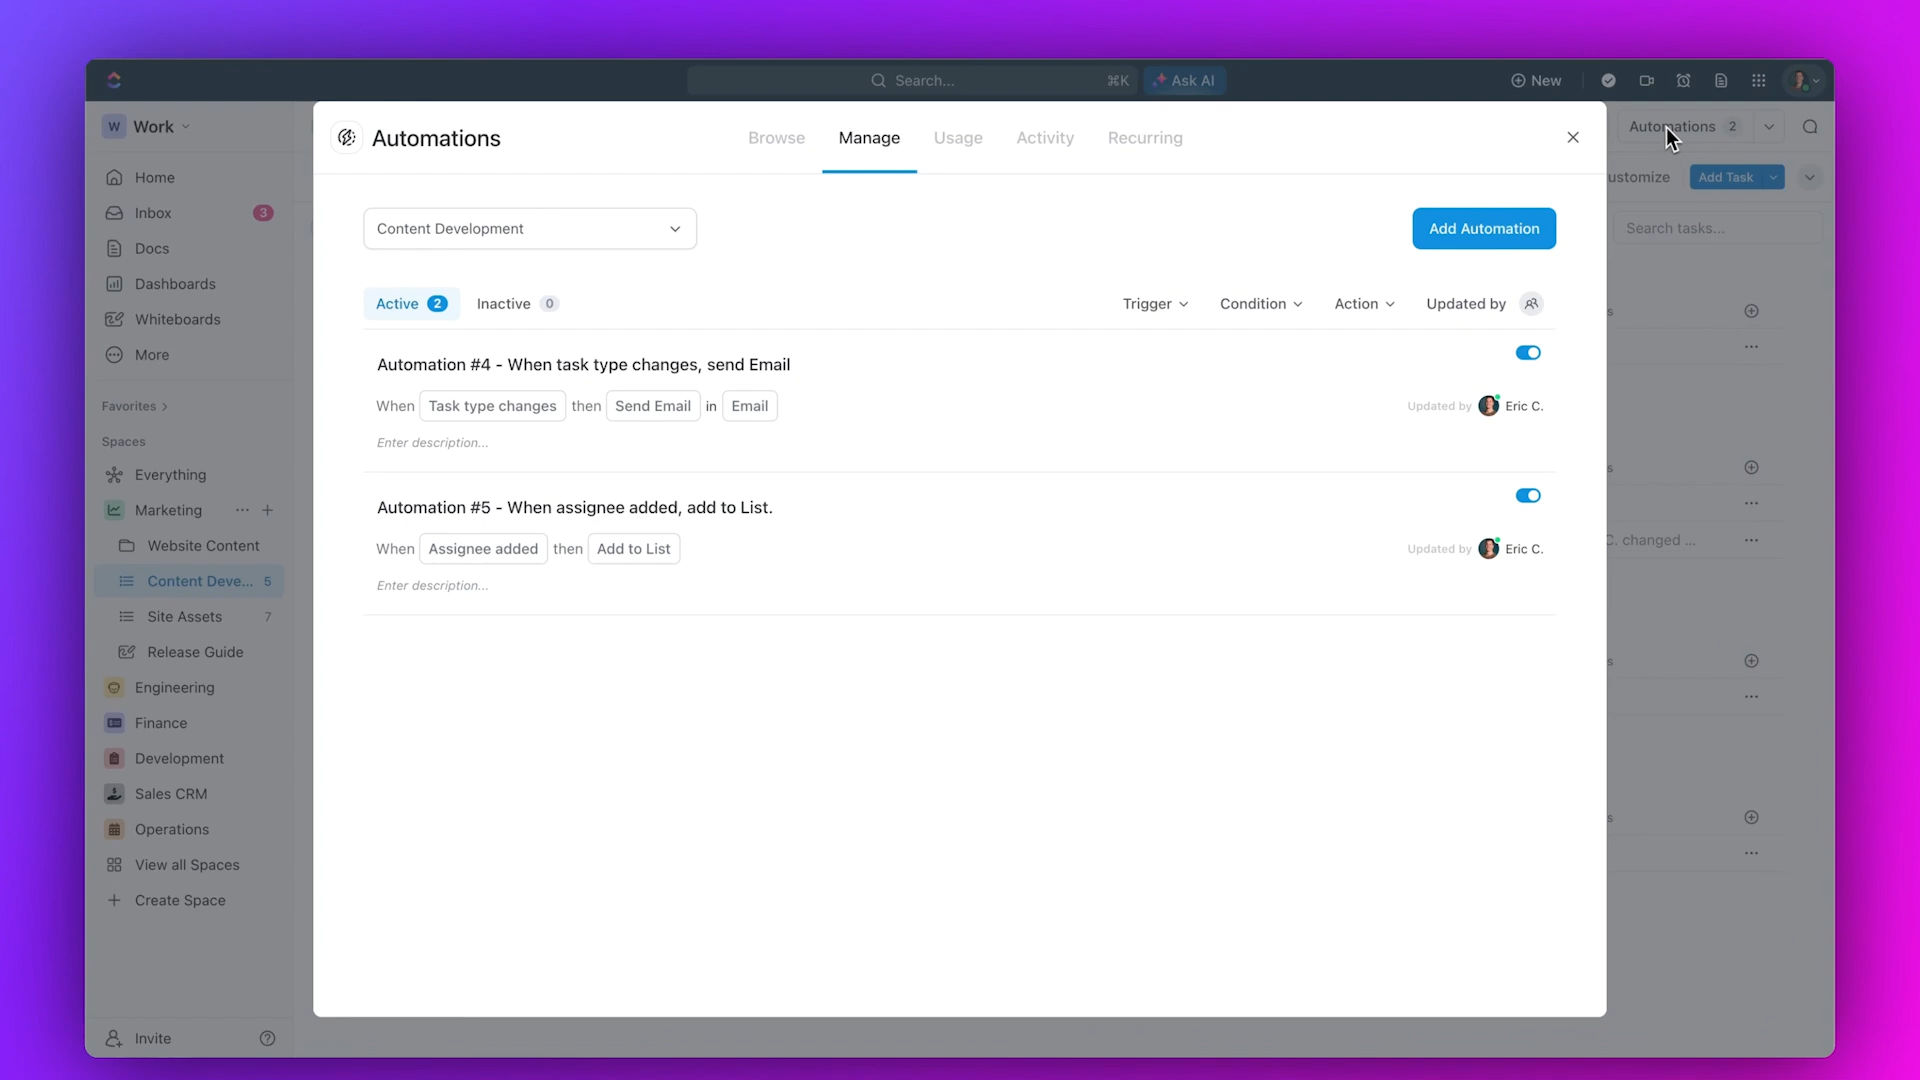 Search...
⌘K
Ask AI
New
W Work
Automations
Browse
Manage
Usage
Activity
Recurring
Automations 2
Home
ustomize
Add Task
Inbox 3
Content Development
Add Automation
Search tasks...
Docs
Dashboards
Active 2
Inactive 0
Trigger
Condition
Action
Updated by
s
Whiteboards
More
Automation #4 - When task type changes, send Email
When Task type changes then Send Email in Email
Updated by Eric C.
Favorites
Spaces
Enter description...
Everything
s
Marketing
Automation #5 - When assignee added, add to List.
Website Content
When Assignee added then Add to List
Updated by Eric C.
C. changed ...
Content Deve... 5
Enter description...
Site Assets 7
Release Guide
s
Engineering
Finance
Development
Sales CRM
s
Operations
View all Spaces
Create Space
Invite